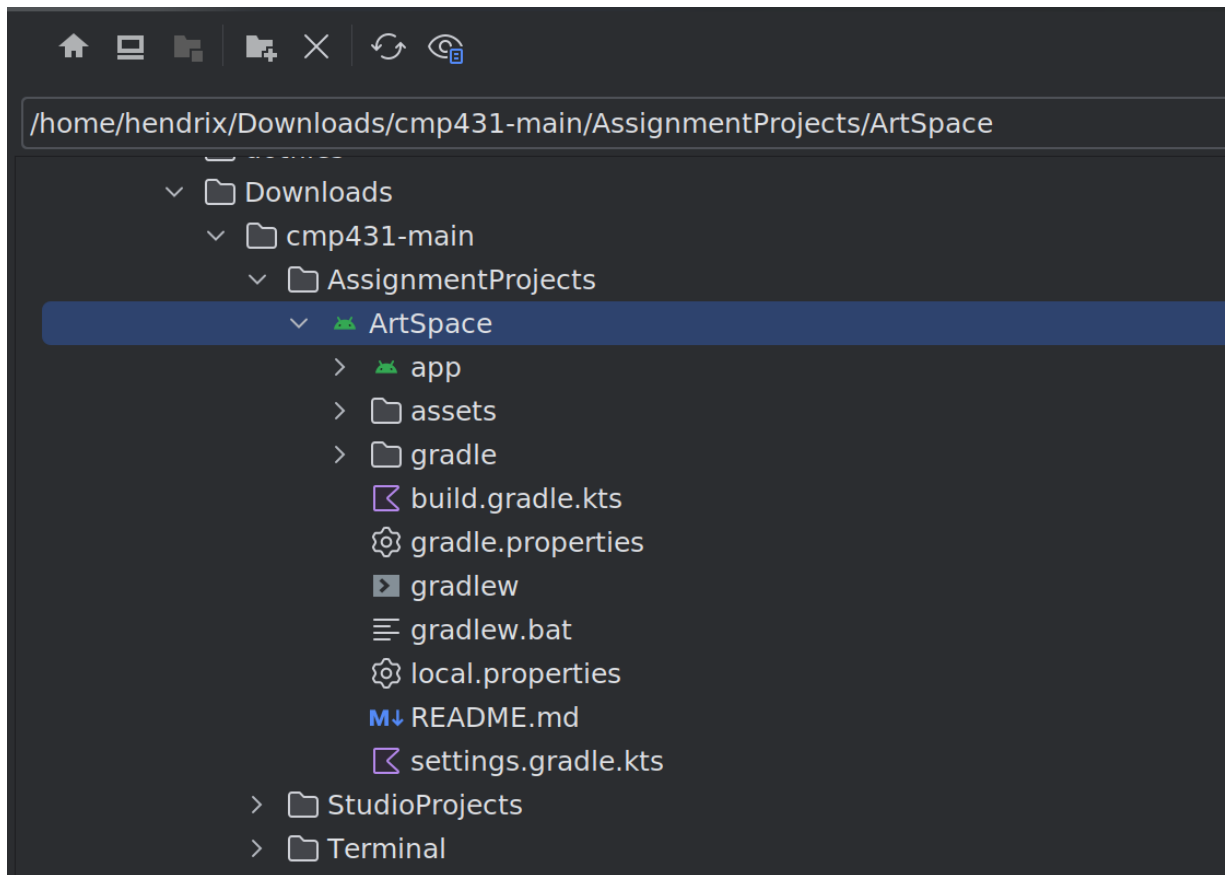 /home/hendrix/Downloads/cmp431-main/AssignmentProjects/ArtSpace
Downloads
cmp431-main
AssignmentProjects
ArtSpace
app
assets
gradle
build.gradle.kts
gradle.properties
gradlew
gradlew.bat
local.properties
M↓ README.md
settings.gradle.kts
StudioProjects
Terminal